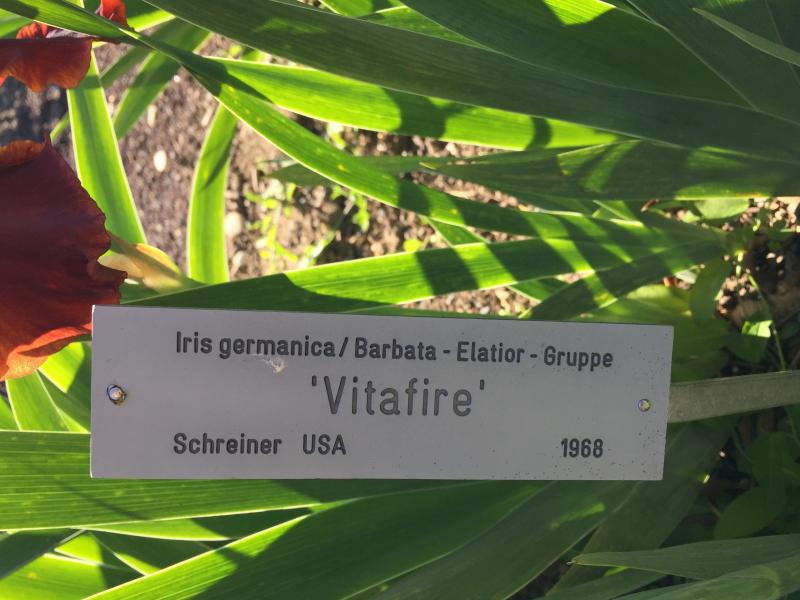 Iris germanica / Barbata - Elatior - Gruppe
'Vitafire'
Schreiner USA 1968